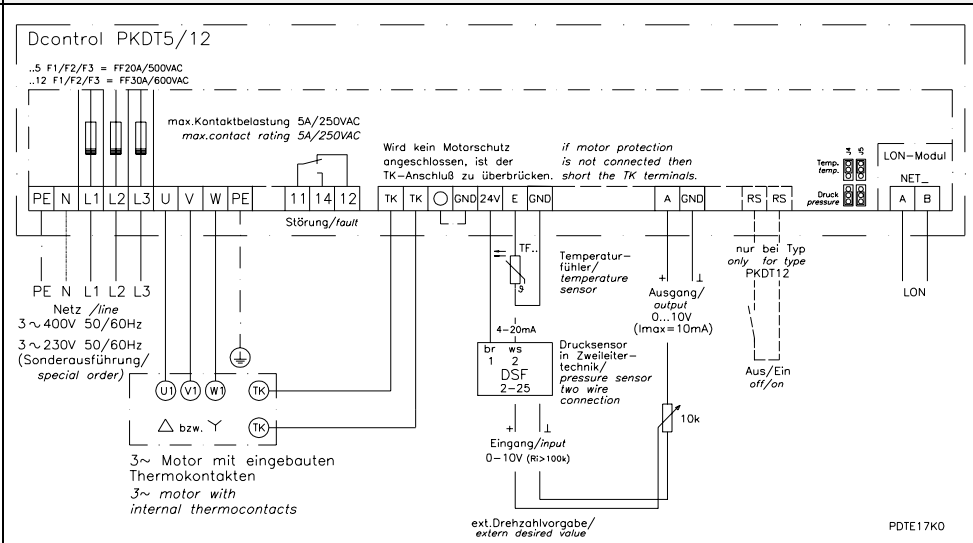 Dcontrol PKDT5/12
..5 F1/F2/F3 = FF20A/500VAC
..12 F1/F2/F3 = FF30A/600VAC
max.Kontaktbelastung 5A/250VAC
max.contact rating 5A/250VAC
Wird kein Motorschutz
angeschlossen, ist der
TK-Anschluß zu überbrücken.
if motor protection
is not connected then
short the TK terminals.
J4 J5
Temp.
temp.
Druck
pressure
LON-Modul
NET_
PE N L1 L2 L3 U V W PE
11 14 12
TK TK GND 24V E GND
A GND
RS RS
A B
Störung/fault
PE N L1 L2 L3
Netz /line
3~400V 50/60Hz
3~230V 50/60Hz
(Sonderausführung/
special order)
U1 V1 W1 TK
△ bzw. Y TK
3~ Motor mit eingebauten
Thermokontakten
3~ motor with
internal thermocontacts
TF..
ϑ
Temperatur-
fühler/
temperature
sensor
4-20mA
br ws
1 2
DSF
2-25
Drucksensor
in Zweileiter-
technik/
pressure sensor
two wire
connection
+ ⊥
Eingang/input
0-10V (Ri>100k)
ext.Drehzahlvorgabe/
extern desired value
+ ⊥
Ausgang/
output
0...10V
(Imax=10mA)
10k
nur bei Typ
only for type
PKDT12
Aus/Ein
off/on
LON
PDTE17K0